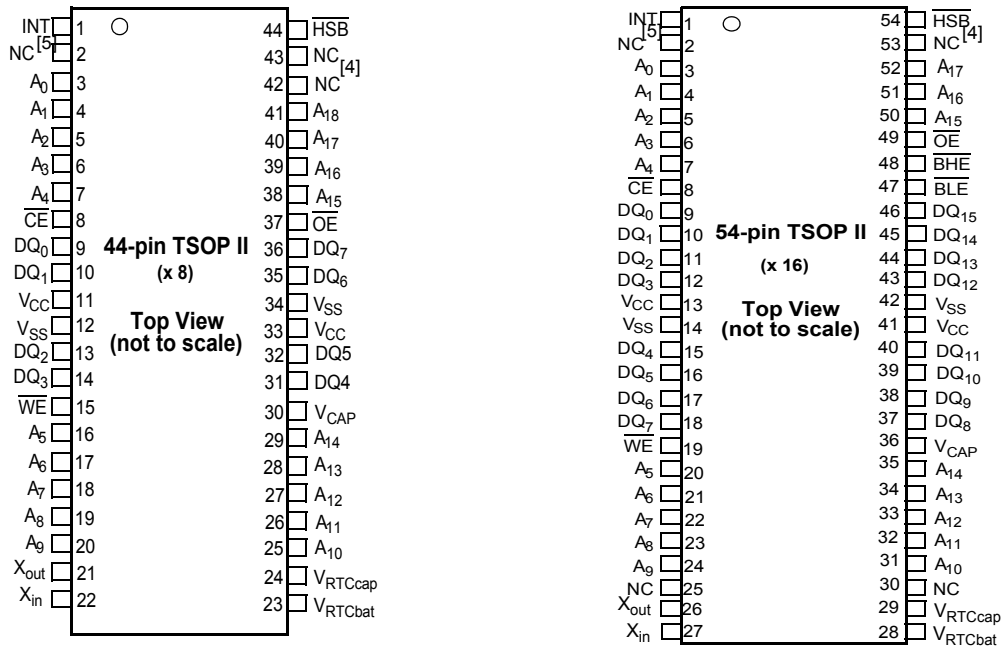 INT 1 44 HSB
NC [5] 2 43 NC [4]
A0 3 42 NC
A1 4 41 A18
A2 5 40 A17
A3 6 39 A16
A4 7 38 A15
CE 8 37 OE
DQ0 9 36 DQ7
DQ1 10 35 DQ6
VCC 11 34 VSS
VSS 12 33 VCC
DQ2 13 32 DQ5
DQ3 14 31 DQ4
WE 15 30 VCAP
A5 16 29 A14
A6 17 28 A13
A7 18 27 A12
A8 19 26 A11
A9 20 25 A10
Xout 21 24 VRTCcap
Xin 22 23 VRTCbat
44-pin TSOP II
(x 8)
Top View
(not to scale)
INT 1 54 HSB
NC [5] 2 53 NC [4]
A0 3 52 A17
A1 4 51 A16
A2 5 50 A15
A3 6 49 OE
A4 7 48 BHE
CE 8 47 BLE
DQ0 9 46 DQ15
DQ1 10 45 DQ14
DQ2 11 44 DQ13
DQ3 12 43 DQ12
VCC 13 42 VSS
VSS 14 41 VCC
DQ4 15 40 DQ11
DQ5 16 39 DQ10
DQ6 17 38 DQ9
DQ7 18 37 DQ8
WE 19 36 VCAP
A5 20 35 A14
A6 21 34 A13
A7 22 33 A12
A8 23 32 A11
A9 24 31 A10
NC 25 30 NC
Xout 26 29 VRTCcap
Xin 27 28 VRTCbat
54-pin TSOP II
(x 16)
Top View
(not to scale)